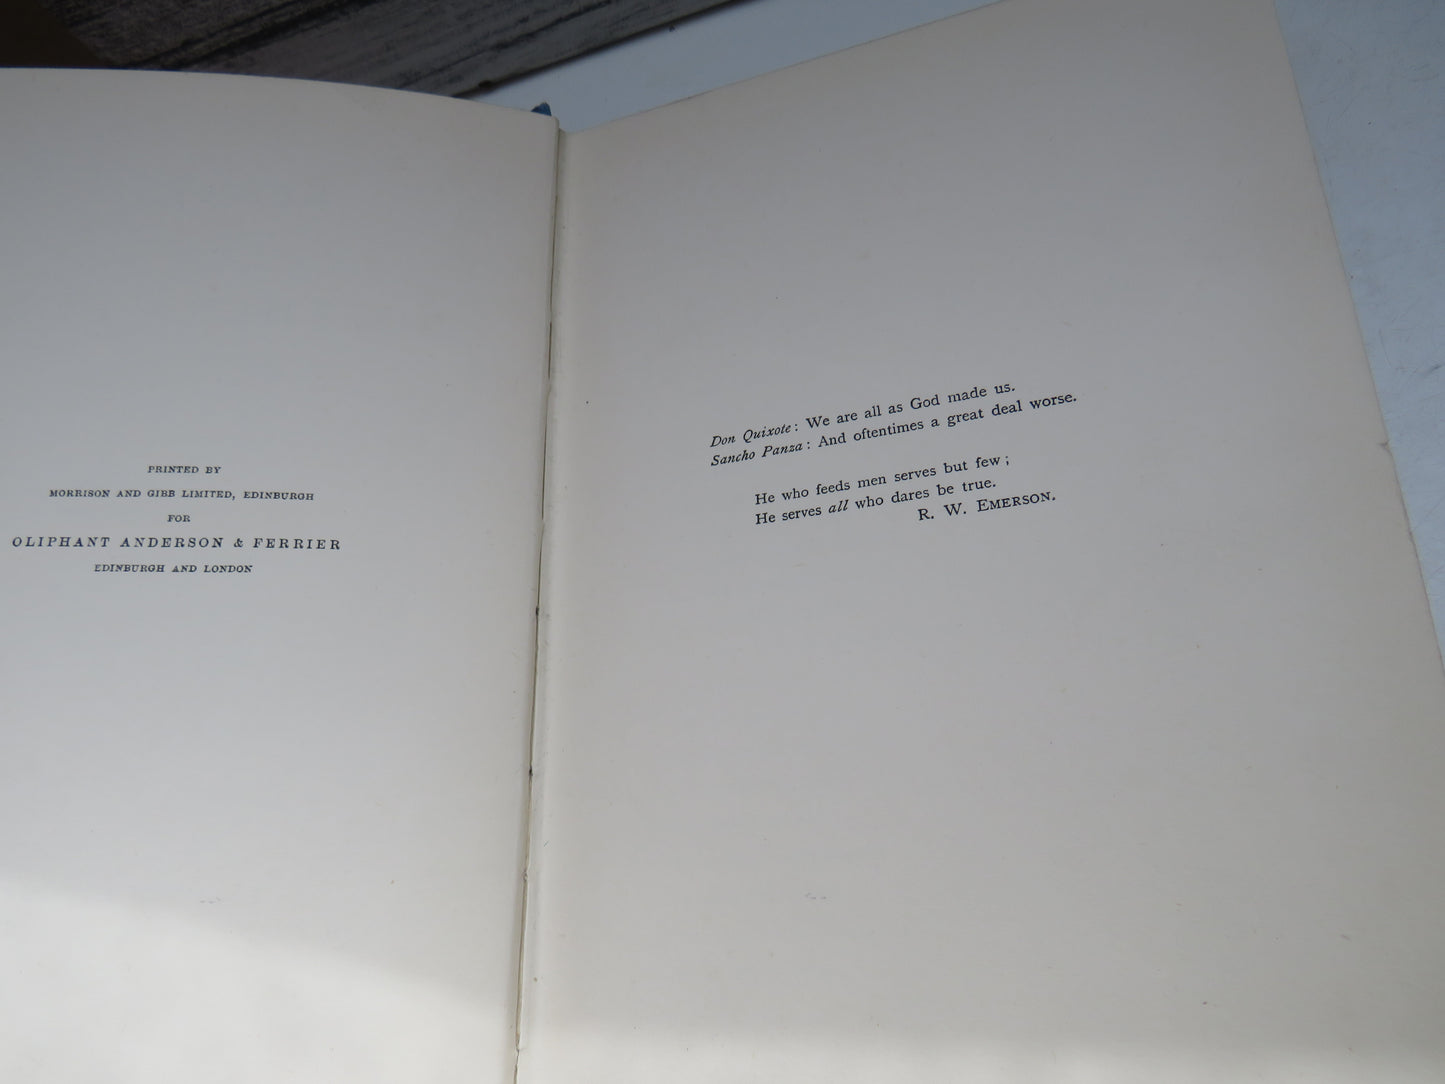 PRINTED BY
MORRISON AND GIBB LIMITED, EDINBURGH
FOR
OLIPHANT ANDERSON & FERRIER
EDINBURGH AND LONDON
Don Quixote: We are all as God made us.
Sancho Panza: And oftentimes a great deal worse.
He who feeds men serves but few;
He serves all who dares be true.
R. W. EMERSON.